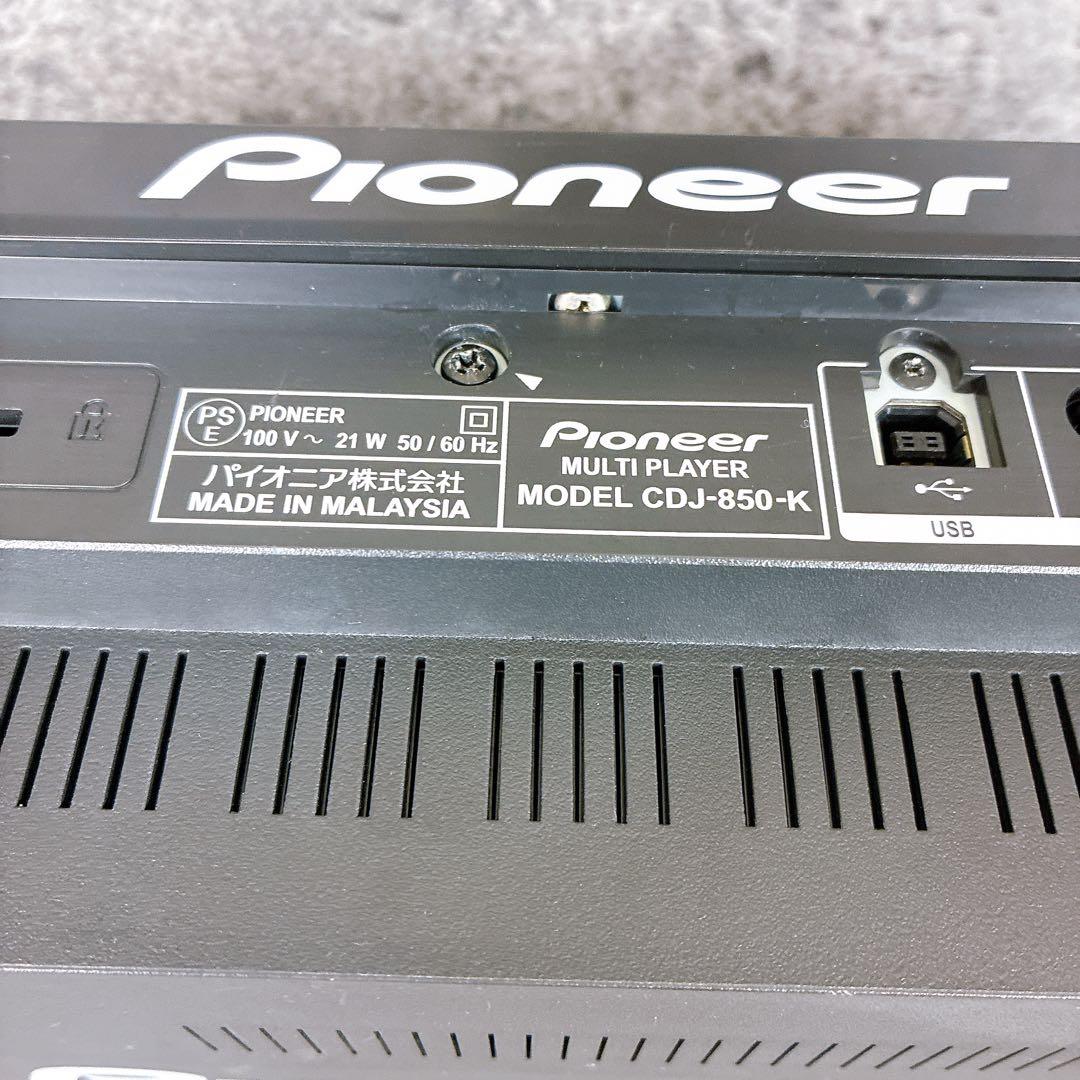 Pioneer
PS E
PIONEER
100 V ~ 21 W 50 / 60 Hz
パイオニア株式会社
MADE IN MALAYSIA
Pioneer
MULTI PLAYER
MODEL CDJ-850-K
USB